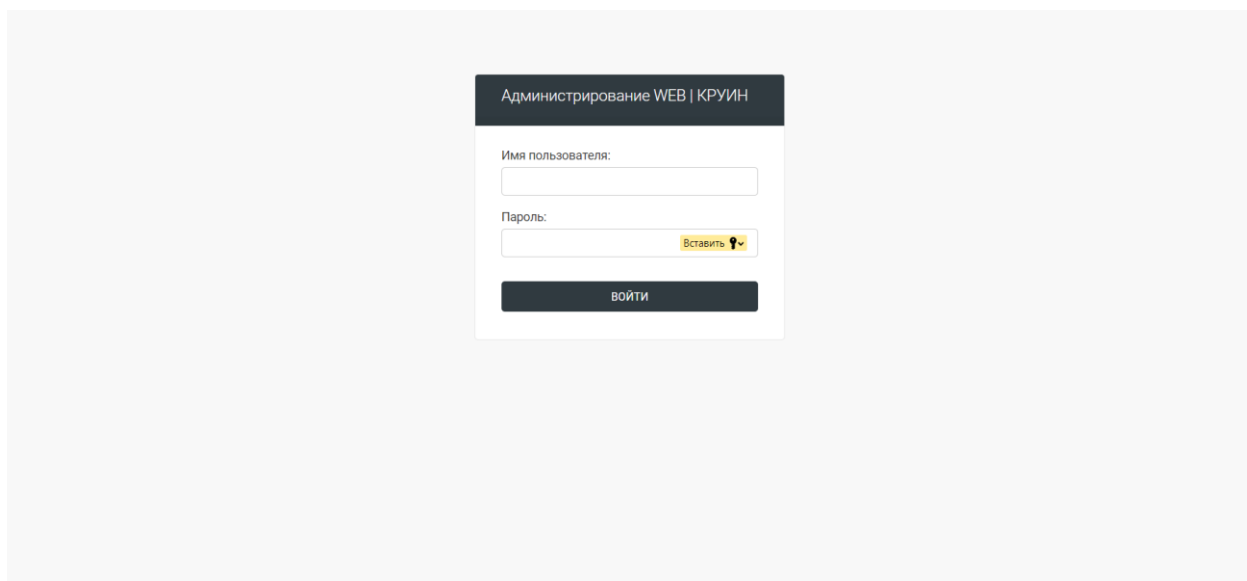 Администрирование WEB | КРУИН
Имя пользователя:
Пароль:
Вставить
ВОЙТИ